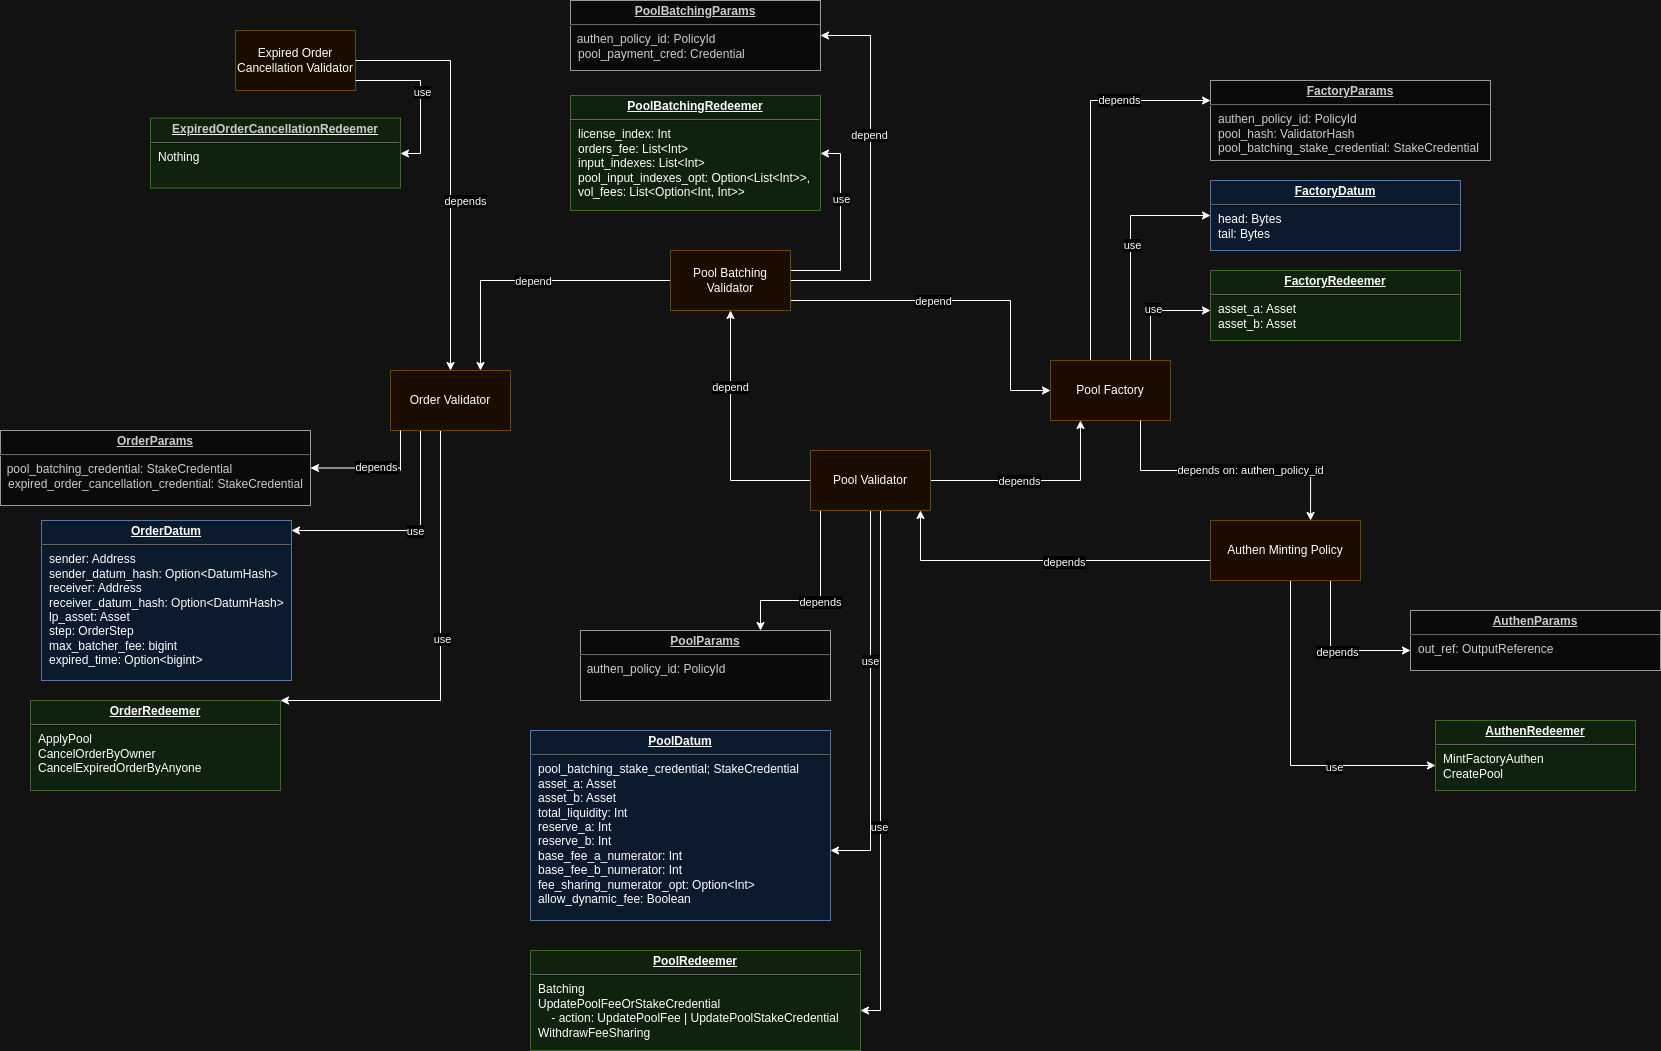 PoolBatchingParams
authen_policy_id: PolicyId
pool_payment_cred: Credential
Expired Order
Cancellation Validator
use
ExpiredOrderCancellationRedeemer
Nothing
depends
PoolBatchingRedeemer
license_index: Int
orders_fee: List<Int>
input_indexes: List<Int>
pool_input_indexes_opt: Option<List<Int>>,
vol_fees: List<Option<Int, Int>>
depend
use
depends
FactoryParams
authen_policy_id: PolicyId
pool_hash: ValidatorHash
pool_batching_stake_credential: StakeCredential
FactoryDatum
head: Bytes
tail: Bytes
use
FactoryRedeemer
asset_a: Asset
asset_b: Asset
use
Pool Batching
Validator
depend
depend
depend
Order Validator
Pool Factory
OrderParams
pool_batching_credential: StakeCredential
expired_order_cancellation_credential: StakeCredential
depends
Pool Validator
depends
depends on: authen_policy_id
OrderDatum
sender: Address
sender_datum_hash: Option<DatumHash>
receiver: Address
receiver_datum_hash: Option<DatumHash>
lp_asset: Asset
step: OrderStep
max_batcher_fee: bigint
expired_time: Option<bigint>
use
use
Authen Minting Policy
depends
OrderRedeemer
ApplyPool
CancelOrderByOwner
CancelExpiredOrderByAnyone
depends
PoolParams
authen_policy_id: PolicyId
use
AuthenParams
out_ref: OutputReference
depends
AuthenRedeemer
MintFactoryAuthen
CreatePool
use
PoolDatum
pool_batching_stake_credential; StakeCredential
asset_a: Asset
asset_b: Asset
total_liquidity: Int
reserve_a: Int
reserve_b: Int
base_fee_a_numerator: Int
base_fee_b_numerator: Int
fee_sharing_numerator_opt: Option<Int>
allow_dynamic_fee: Boolean
use
PoolRedeemer
Batching
UpdatePoolFeeOrStakeCredential
- action: UpdatePoolFee | UpdatePoolStakeCredential
WithdrawFeeSharing